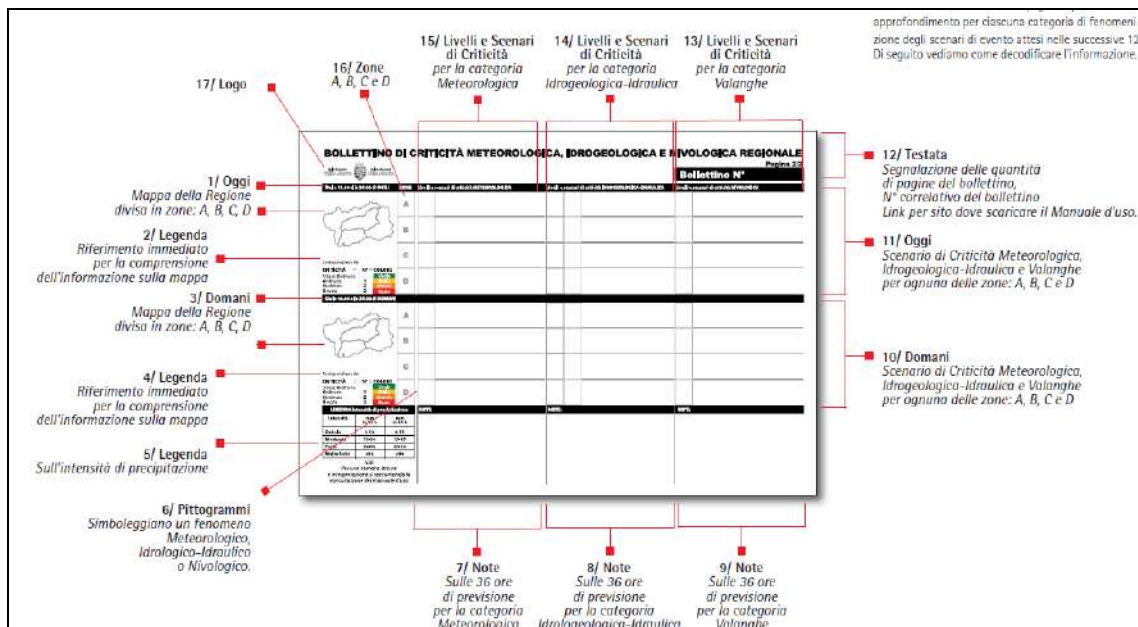 approfondimento per ciascuna categoria di fenomeni
zione degli scenari di evento attesi nelle successive 12
Di seguito vediamo come decodificare l'informazione.
15/ Livelli e Scenari
di Criticità
per la categoria
Meteorologica
14/ Livelli e Scenari
di Criticità
per la categoria
Idrogeologica-Idraulica
13/ Livelli e Scenari
di Criticità
per la categoria
Valanghe
16/ Zone
A, B, C e D
17/ Logo
BOLLETTINO DI CRITICITÀ METEOROLOGICA, IDROGEOLOGICA E NIVOLOGICA REGIONALE
Pagina 2/2
Bollettino N°
A
B
C
D
A
B
C
D
1/ Oggi
Mappa della Regione
divisa in zone: A, B, C, D
2/ Legenda
Riferimento immediato
per la comprensione
dell'informazione sulla mappa
3/ Domani
Mappa della Regione
divisa in zone: A, B, C, D
4/ Legenda
Riferimento immediato
per la comprensione
dell'informazione sulla mappa
5/ Legenda
Sull'intensità di precipitazione
6/ Pittogrammi
Simboleggiano un fenomeno
Meteorologico,
Idrologico-Idraulico
o Nivologico.
12/ Testata
Segnalazione delle quantità
di pagine del bollettino,
N° correlativo del bollettino
Link per sito dove scaricare il Manuale d'uso.
11/ Oggi
Scenario di Criticità Meteorologica,
Idrogeologica-Idraulica e Valanghe
per ognuna delle zone: A, B, C e D
10/ Domani
Scenario di Criticità Meteorologica,
Idrogeologica-Idraulica e Valanghe
per ognuna delle zone: A, B, C e D
7/ Note
Sulle 36 ore
di previsione
per la categoria
Meteorologica
8/ Note
Sulle 36 ore
di previsione
per la categoria
Idrologeologica-Idraulica
9/ Note
Sulle 36 ore
di previsione
per la categoria
Valanghe